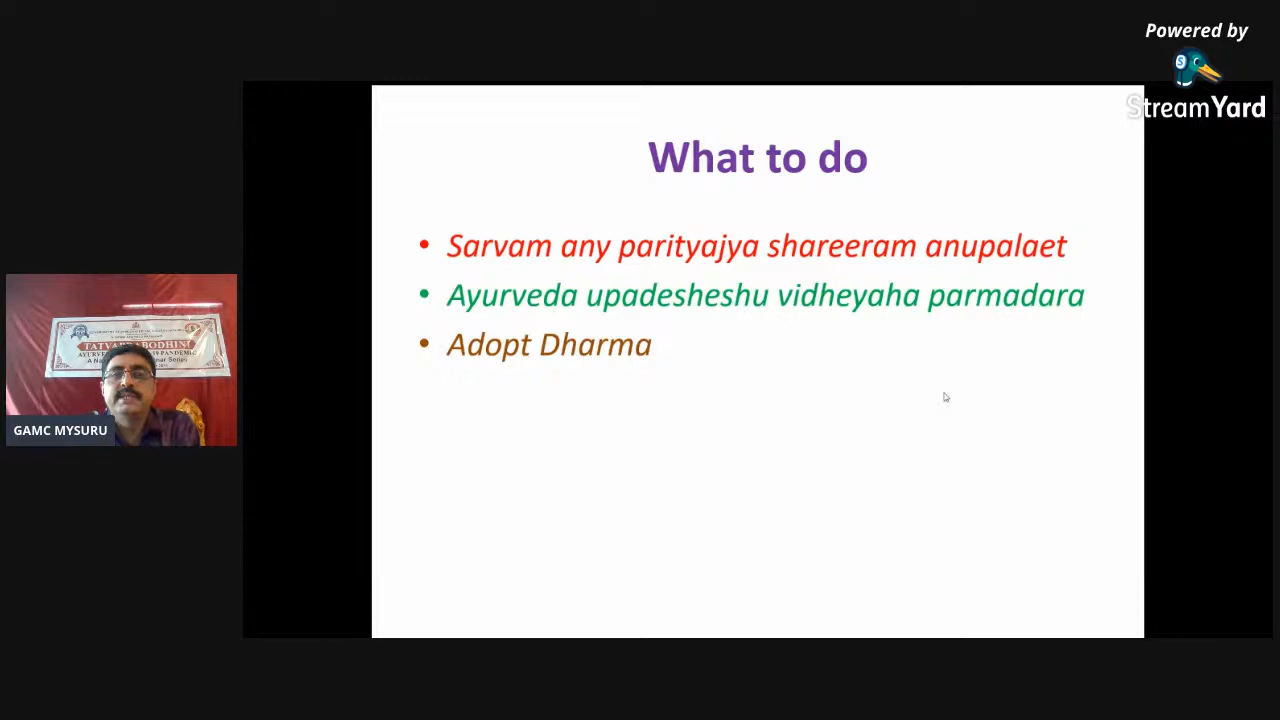 Powered by
StreamYard
What to do
• Sarvam any parityajya shareeram anupalaet
• Ayurveda upadesheshu vidheyaha parmadara
• Adopt Dharma
GAMC MYSURU